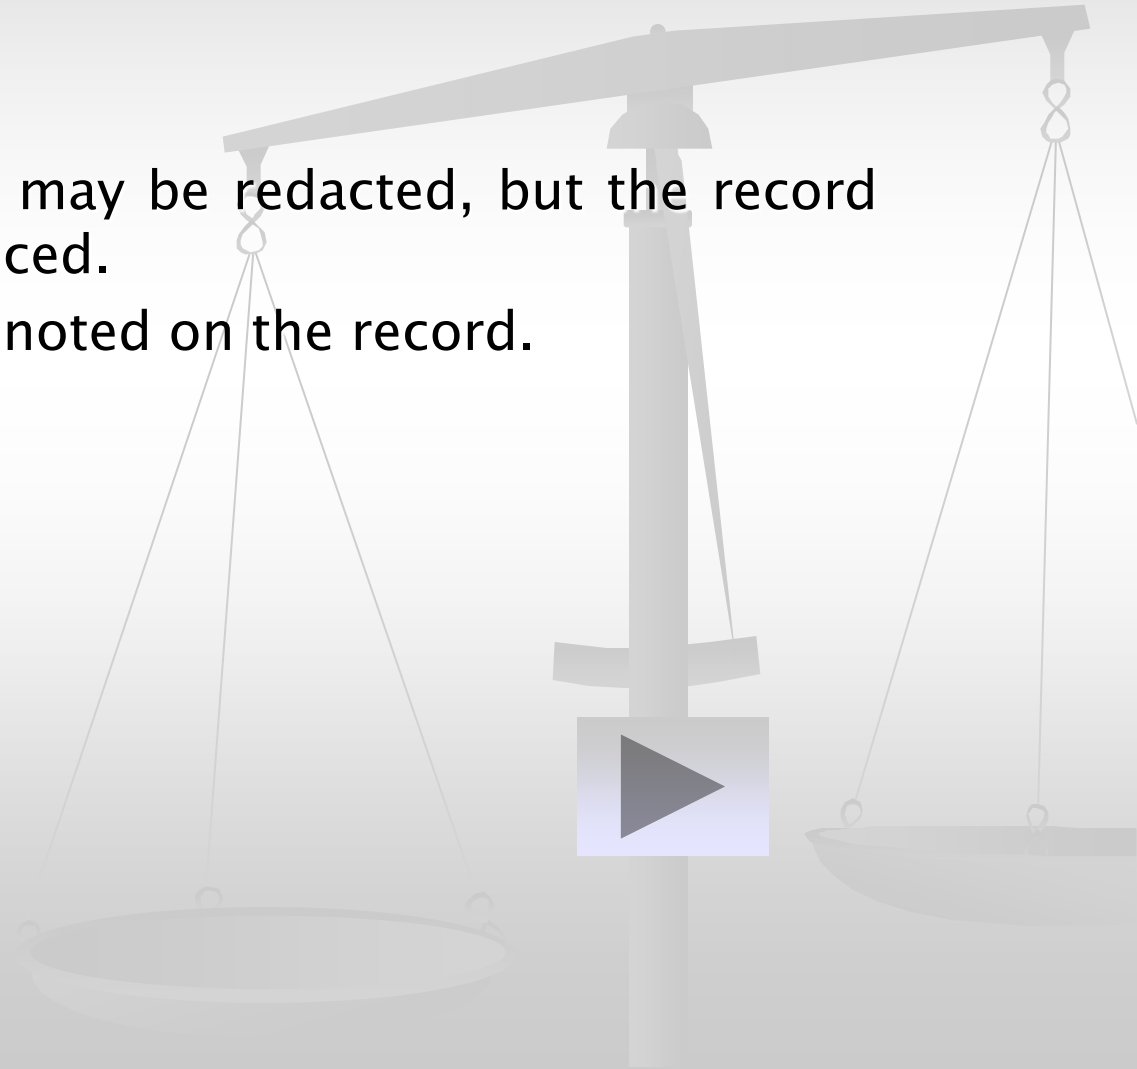 may be redacted, but the record
ced.
noted on the record.